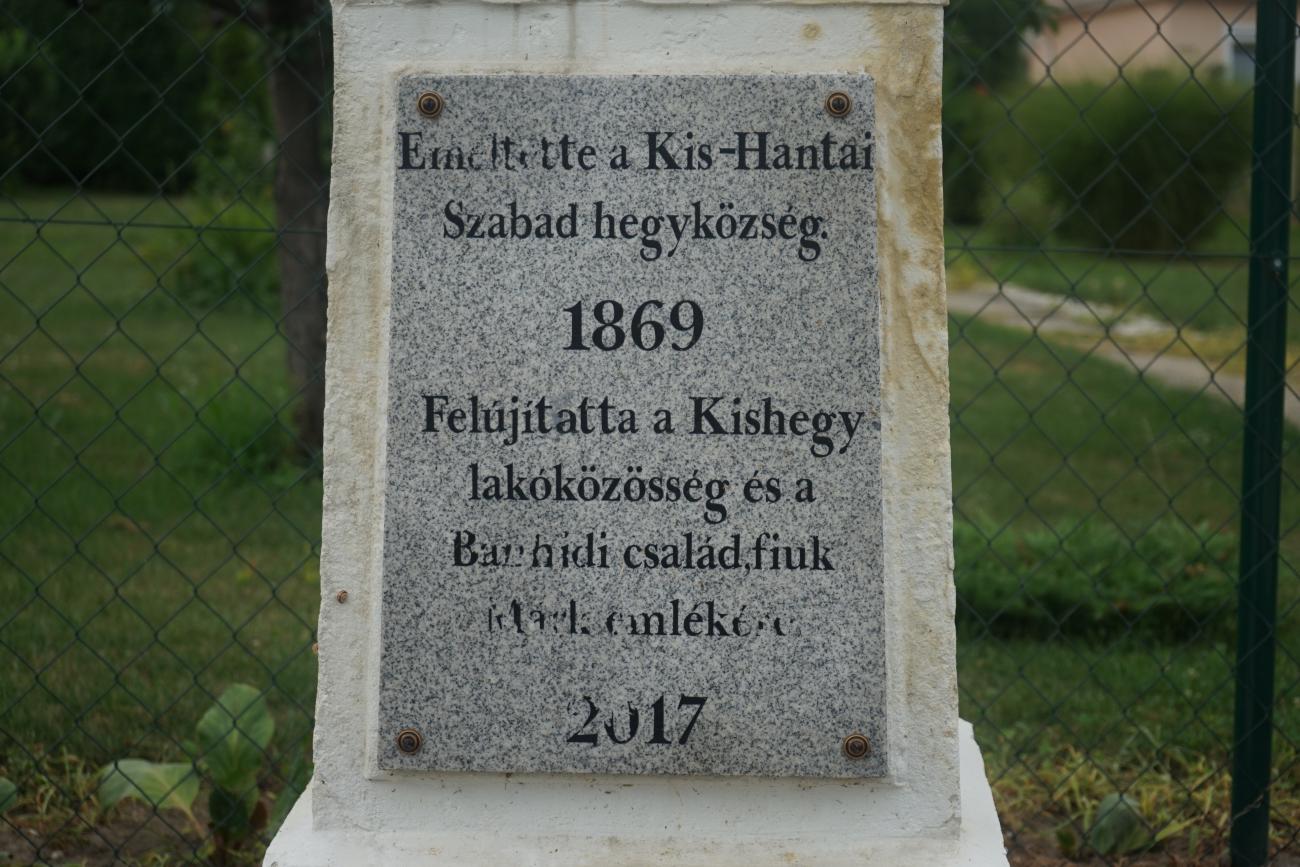 Emeltette a Kis-Hantai
Szabad hegyközség.
1869
Felújítatta a Kishegy
lakóközösség és a
család,fiuk
emlékére
2017